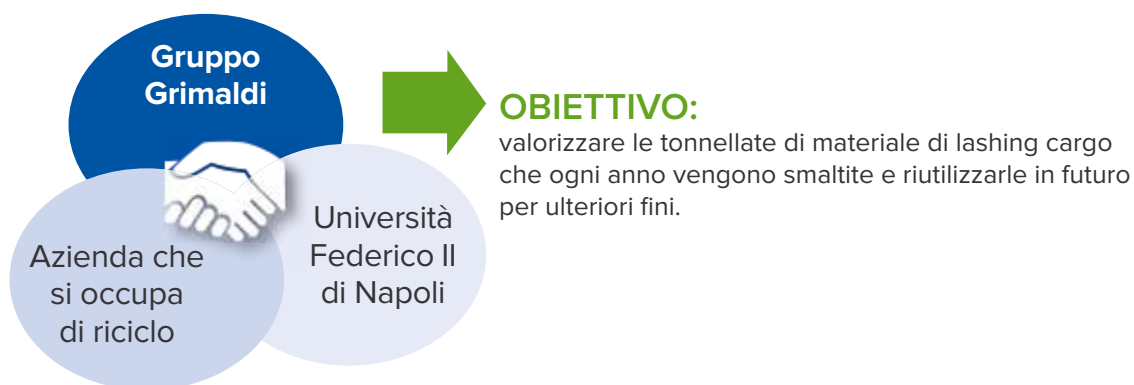 Gruppo
Grimaldi
Azienda che
si occupa
di riciclo
Università
Federico II
di Napoli
OBIETTIVO:
valorizzare le tonnellate di materiale di lashing cargo
che ogni anno vengono smaltite e riutilizzarle in futuro
per ulteriori fini.